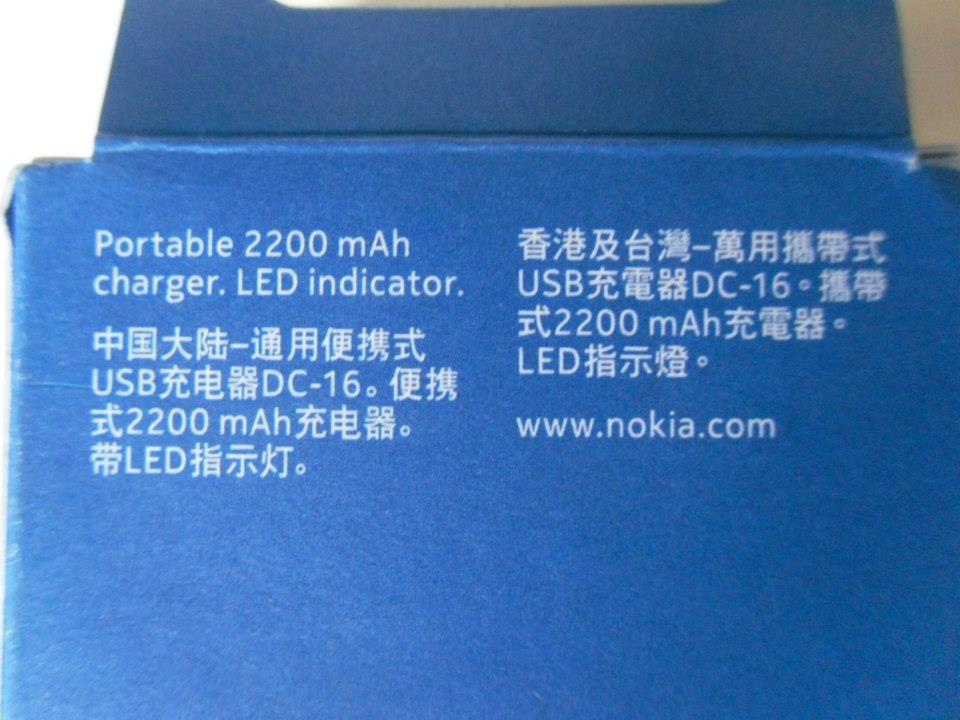 Portable 2200 mAh
charger. LED indicator.
中国大陆–通用便携式
USB充电器DC-16。便携
式2200 mAh充电器。
带LED指示灯。
香港及台灣–萬用攜帶式
USB充電器DC-16。攜帶
式2200 mAh充電器。
LED指示燈。
www.nokia.com